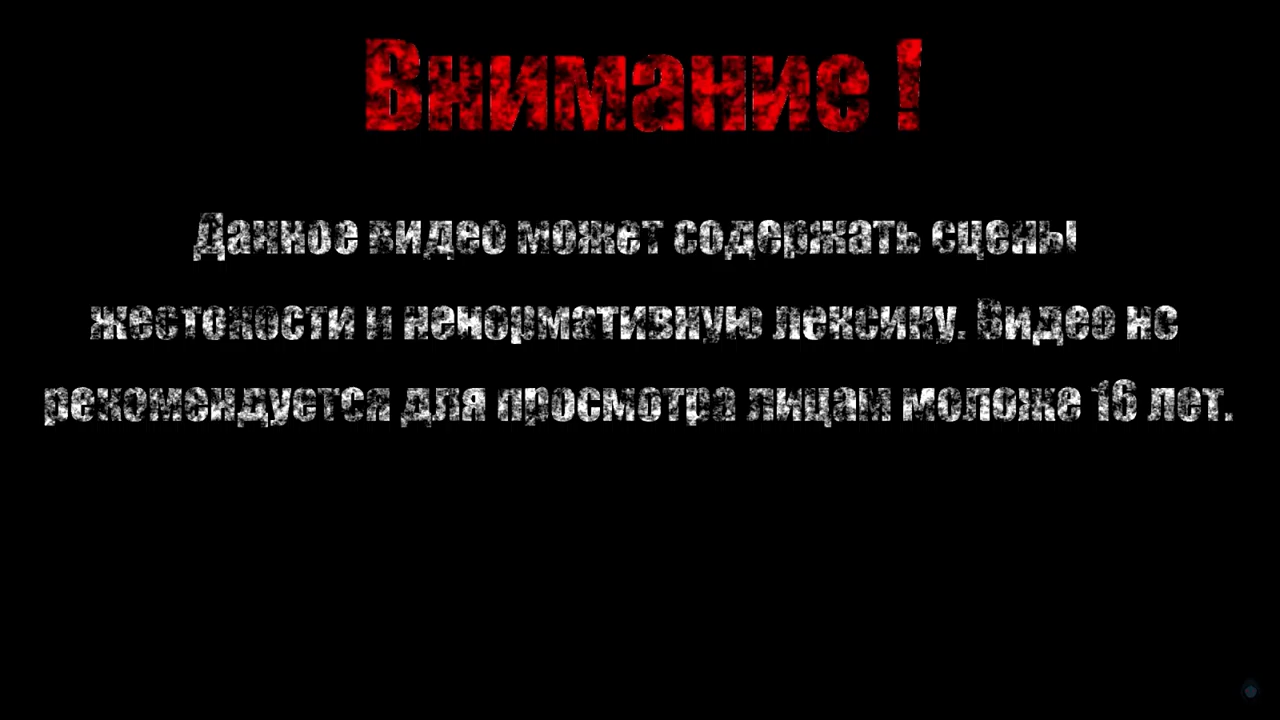 Внимание !
Данное видео может содержать сцены
жестокости и ненормативную лексику. Видео не
рекомендуется для просмотра лицам моложе 16 лет.